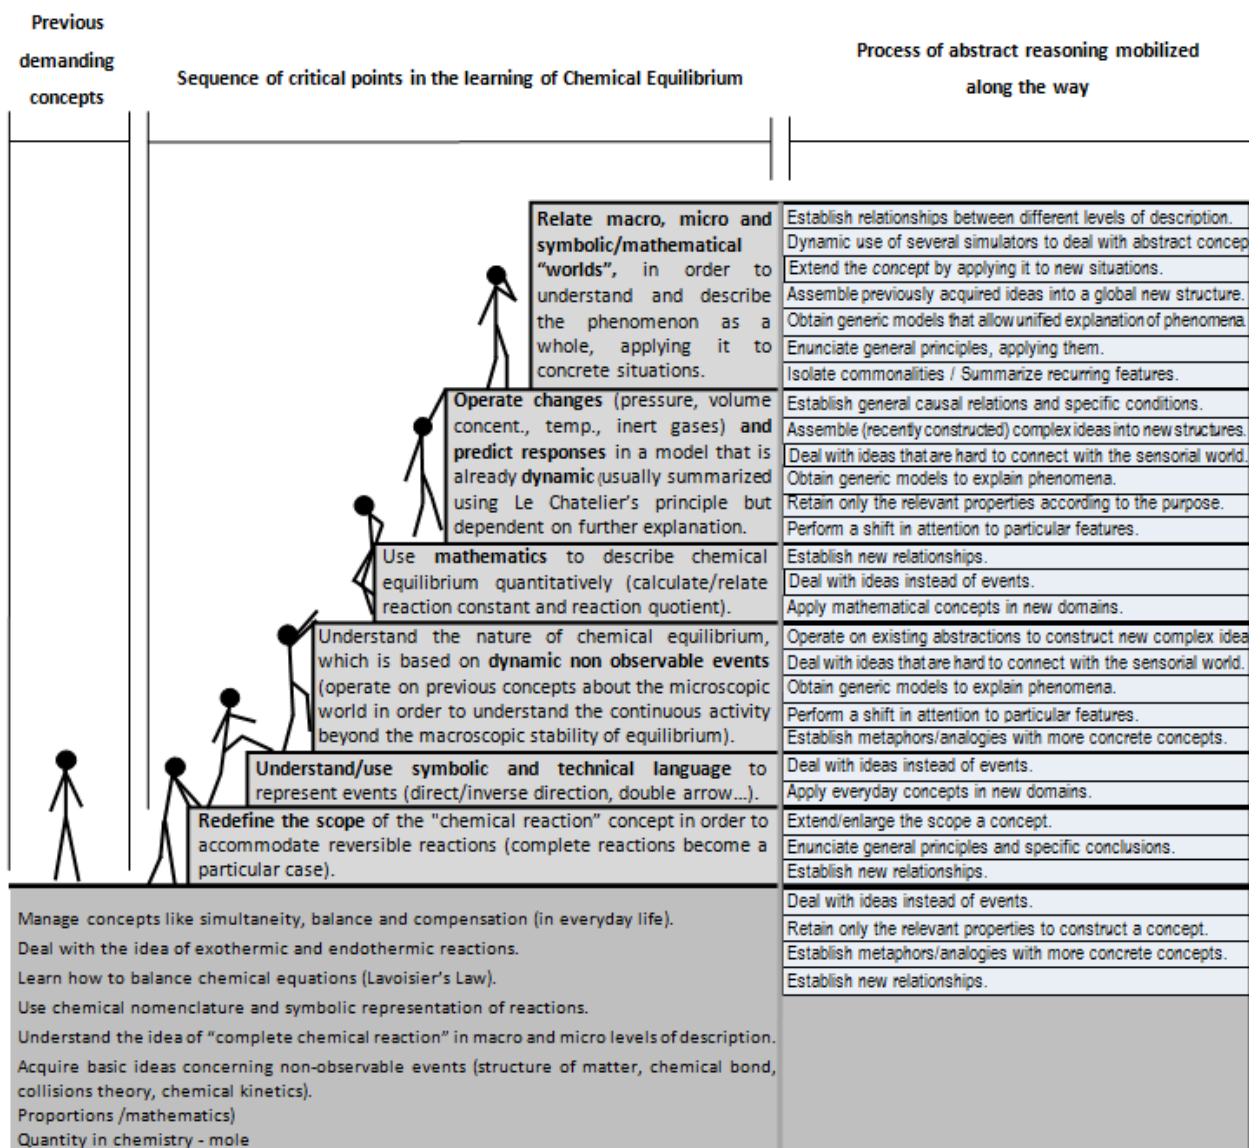 Previous
demanding
concepts
Sequence of critical points in the learning of Chemical Equilibrium
Process of abstract reasoning mobilized
along the way
Relate macro, micro and
symbolic/mathematical
“worlds”, in order to
understand and describe
the phenomenon as a
whole, applying it to
concrete situations.
Establish relationships between different levels of description.
Dynamic use of several simulators to deal with abstract concep
Extend the concept by applying it to new situations.
Assemble previously acquired ideas into a global new structure.
Obtain generic models that allow unified explanation of phenomena.
Enunciate general principles, applying them.
Isolate commonalities / Summarize recurring features.
Operate changes (pressure, volume
concent., temp., inert gases) and
predict responses in a model that is
already dynamic (usually summarized
using Le Chatelier’s principle but
dependent on further explanation.
Establish general causal relations and specific conditions.
Assemble (recently constructed) complex ideas into new structures.
Deal with ideas that are hard to connect with the sensorial world.
Obtain generic models to explain phenomena.
Retain only the relevant properties according to the purpose.
Perform a shift in attention to particular features.
Use mathematics to describe chemical
equilibrium quantitatively (calculate/relate
reaction constant and reaction quotient).
Establish new relationships.
Deal with ideas instead of events.
Apply mathematical concepts in new domains.
Understand the nature of chemical equilibrium,
which is based on dynamic non observable events
(operate on previous concepts about the microscopic
world in order to understand the continuous activity
beyond the macroscopic stability of equilibrium).
Operate on existing abstractions to construct new complex idea
Deal with ideas that are hard to connect with the sensorial world.
Obtain generic models to explain phenomena.
Perform a shift in attention to particular features.
Establish metaphors/analogies with more concrete concepts.
Understand/use symbolic and technical language to
represent events (direct/inverse direction, double arrow...).
Deal with ideas instead of events.
Apply everyday concepts in new domains.
Redefine the scope of the "chemical reaction” concept in order to
accommodate reversible reactions (complete reactions become a
particular case).
Extend/enlarge the scope a concept.
Enunciate general principles and specific conclusions.
Establish new relationships.
Manage concepts like simultaneity, balance and compensation (in everyday life).
Deal with the idea of exothermic and endothermic reactions.
Learn how to balance chemical equations (Lavoisier’s Law).
Use chemical nomenclature and symbolic representation of reactions.
Understand the idea of “complete chemical reaction” in macro and micro levels of description.
Acquire basic ideas concerning non-observable events (structure of matter, chemical bond,
collisions theory, chemical kinetics).
Proportions /mathematics)
Quantity in chemistry - mole
Deal with ideas instead of events.
Retain only the relevant properties to construct a concept.
Establish metaphors/analogies with more concrete concepts.
Establish new relationships.